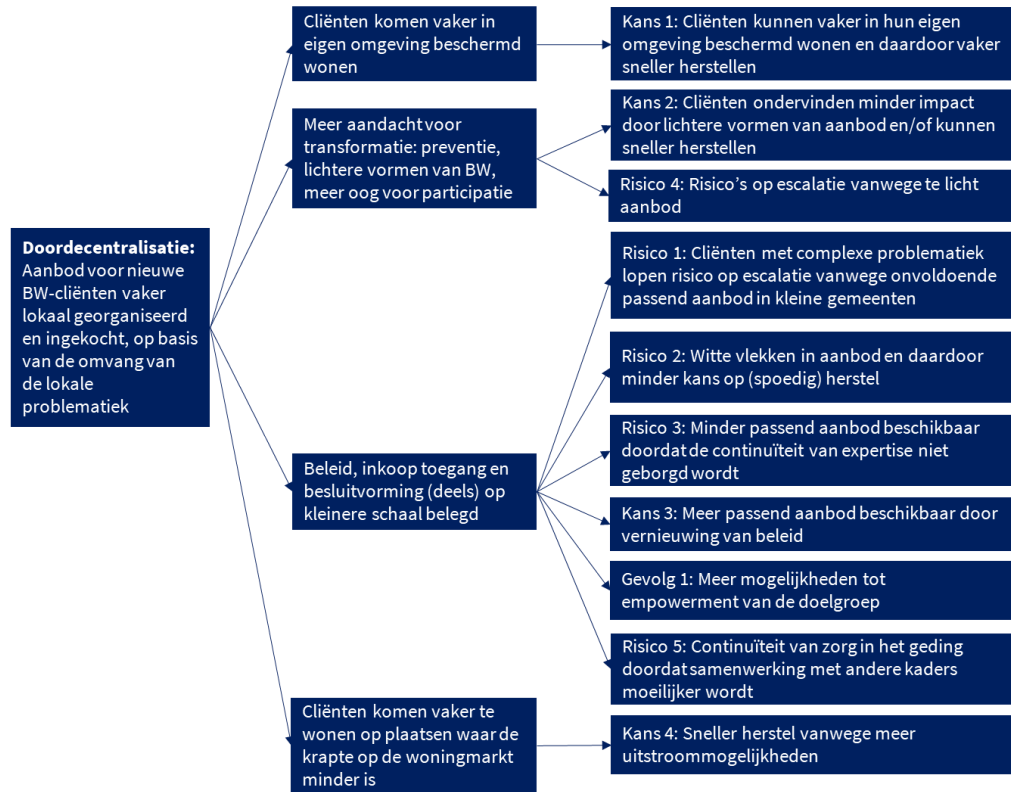 Doordecentralisatie:
Aanbod voor nieuwe
BW-cliënten vaker
lokaal georganiseerd
en ingekocht, op basis
van de omvang van
de lokale
problematiek
Cliënten komen vaker in
eigen omgeving beschermd
wonen
Meer aandacht voor
transformatie: preventie,
lichtere vormen van BW,
meer oog voor participatie
Beleid, inkoop toegang en
besluitvorming (deels) op
kleinere schaal belegd
Cliënten komen vaker te
wonen op plaatsen waar de
krapte op de woningmarkt
minder is
Kans 1: Cliënten kunnen vaker in hun eigen
omgeving beschermd wonen en daardoor vaker
sneller herstellen
Kans 2: Cliënten ondervinden minder impact
door lichtere vormen van aanbod en/of kunnen
sneller herstellen
Risico 4: Risico’s op escalatie vanwege te licht
aanbod
Risico 1: Cliënten met complexe problematiek
lopen risico op escalatie vanwege onvoldoende
passend aanbod in kleine gemeenten
Risico 2: Witte vlekken in aanbod en daardoor
minder kans op (spoedig) herstel
Risico 3: Minder passend aanbod beschikbaar
doordat de continuïteit van expertise niet
geborgd wordt
Kans 3: Meer passend aanbod beschikbaar door
vernieuwing van beleid
Gevolg 1: Meer mogelijkheden tot
empowerment van de doelgroep
Risico 5: Continuïteit van zorg in het geding
doordat samenwerking met andere kaders
moeilijker wordt
Kans 4: Sneller herstel vanwege meer
uitstroommogelijkheden